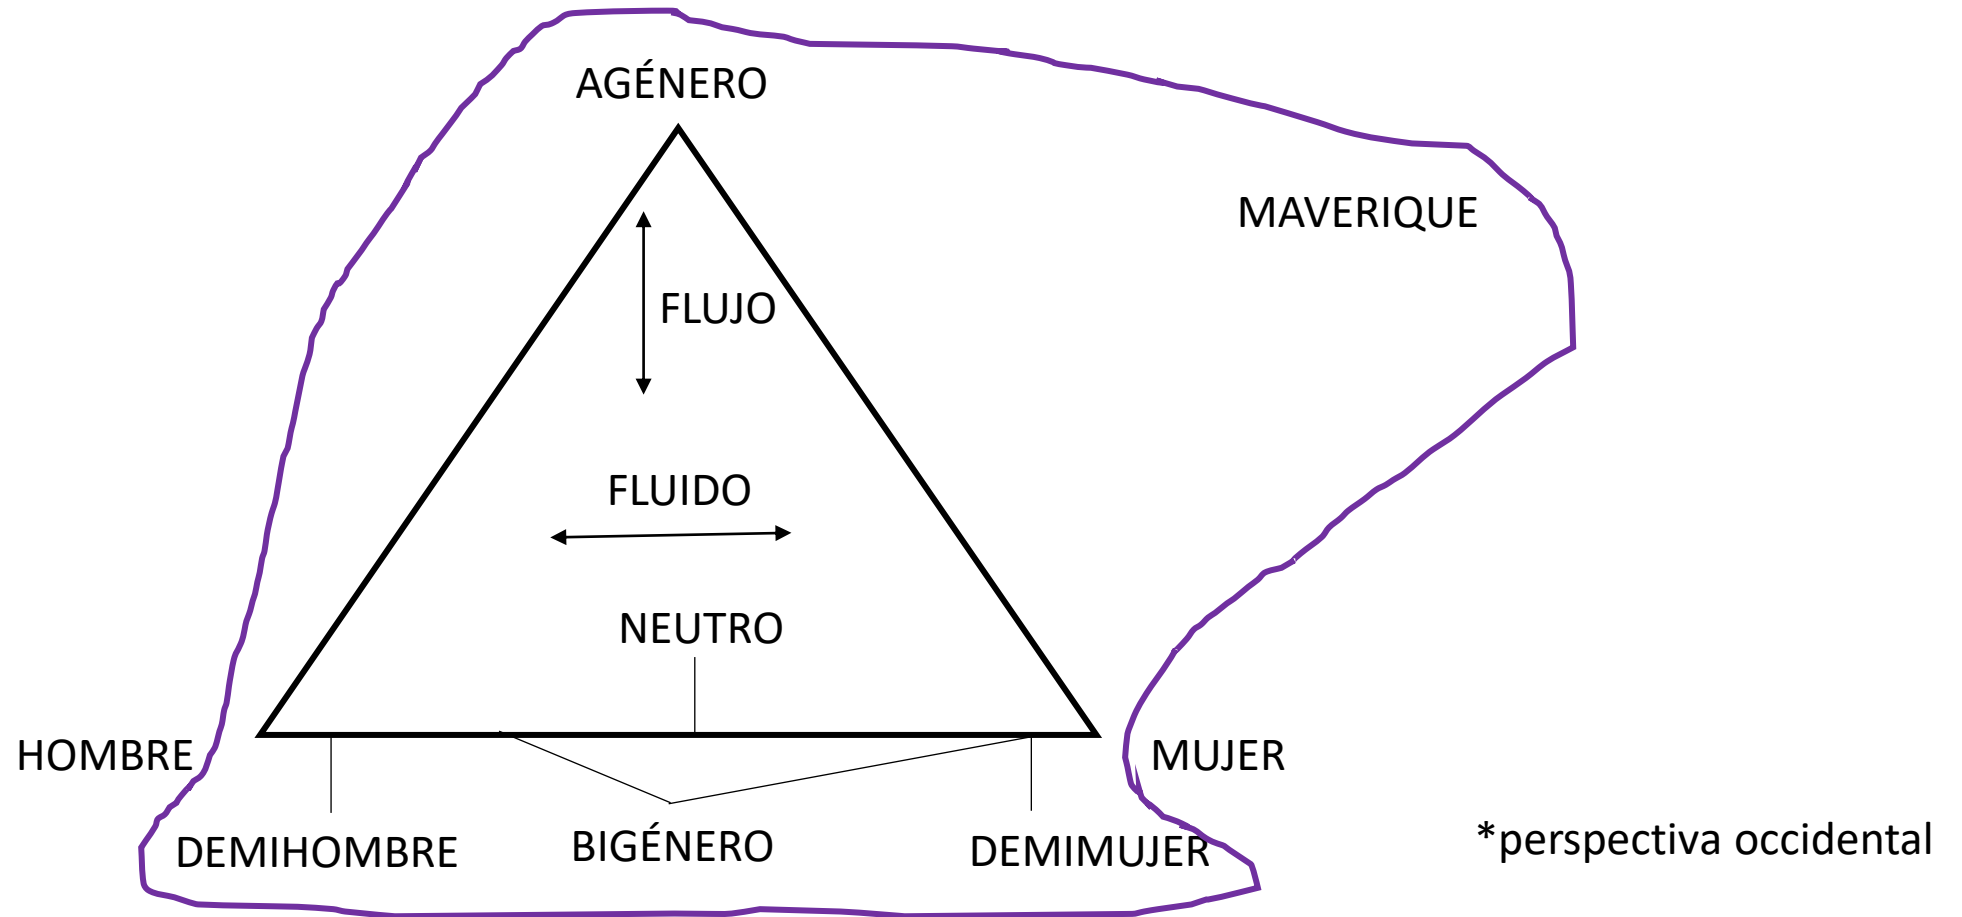 AGÉNERO
MAVERIQUE
FLUJO
FLUIDO
NEUTRO
HOMBRE
MUJER
DEMIHOMBRE
BIGÉNERO
DEMIMUJER
*perspectiva occidental